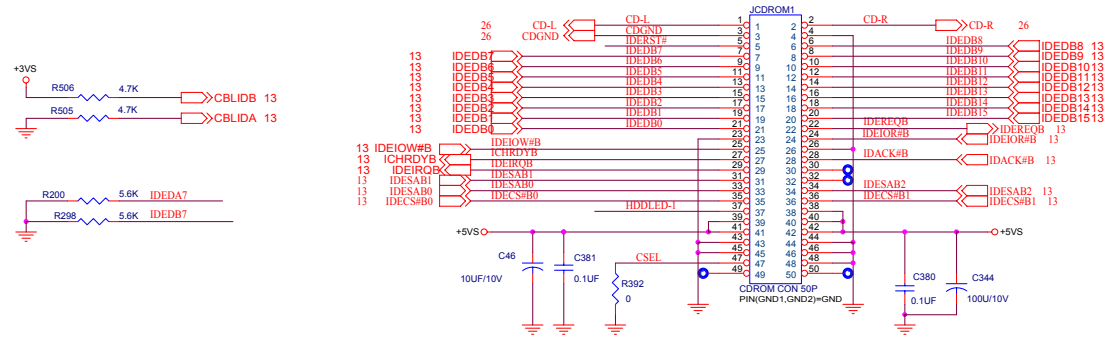 JCDROM1
26 CD-L CD-L 1 2 CD-R CD-R 26
26 CDGND CDGND 3 4
IDERST# 5 6 IDEDB8 IDEDB8 13
13 IDEDB7 IDEDB7 7 8 IDEDB9 IDEDB9 13
13 IDEDB6 IDEDB6 9 10 IDEDB10 IDEDB10 13
13 IDEDB5 IDEDB5 11 12 IDEDB11 IDEDB11 13
13 IDEDB4 IDEDB4 13 14 IDEDB12 IDEDB12 13
13 IDEDB3 IDEDB3 15 16 IDEDB13 IDEDB13 13
13 IDEDB2 IDEDB2 17 18 IDEDB14 IDEDB14 13
13 IDEDB1 IDEDB1 19 20 IDEDB15 IDEDB15 13
13 IDEDB0 IDEDB0 21 22 IDEREQB IDEREQB 13
23 24 IDEIOR#B IDEIOR#B 13
13 IDEIOW#B IDEIOW#B 25 26
13 ICHRDYB ICHRDYB 27 28 IDACK#B IDACK#B 13
13 IDEIRQB IDEIRQB 29 30
13 IDESAB1 IDESAB1 31 32
13 IDESAB0 IDESAB0 33 34 IDESAB2 IDESAB2 13
13 IDECS#B0 IDECS#B0 35 36 IDECS#B1 IDECS#B1 13
HDDLED-1 37 38
39 40
+5VS 41 42 +5VS
43 44
45 46
CSEL 47 48
49 50
CDROM CON 50P
PIN(GND1,GND2)=GND
+3VS
R506 4.7K CBLIDB 13
R505 4.7K CBLIDA 13
R200 5.6K IDEDA7
R298 5.6K IDEDB7
C46
10UF/10V
C381
0.1UF
R392
0
C380
0.1UF
C344
100U/10V